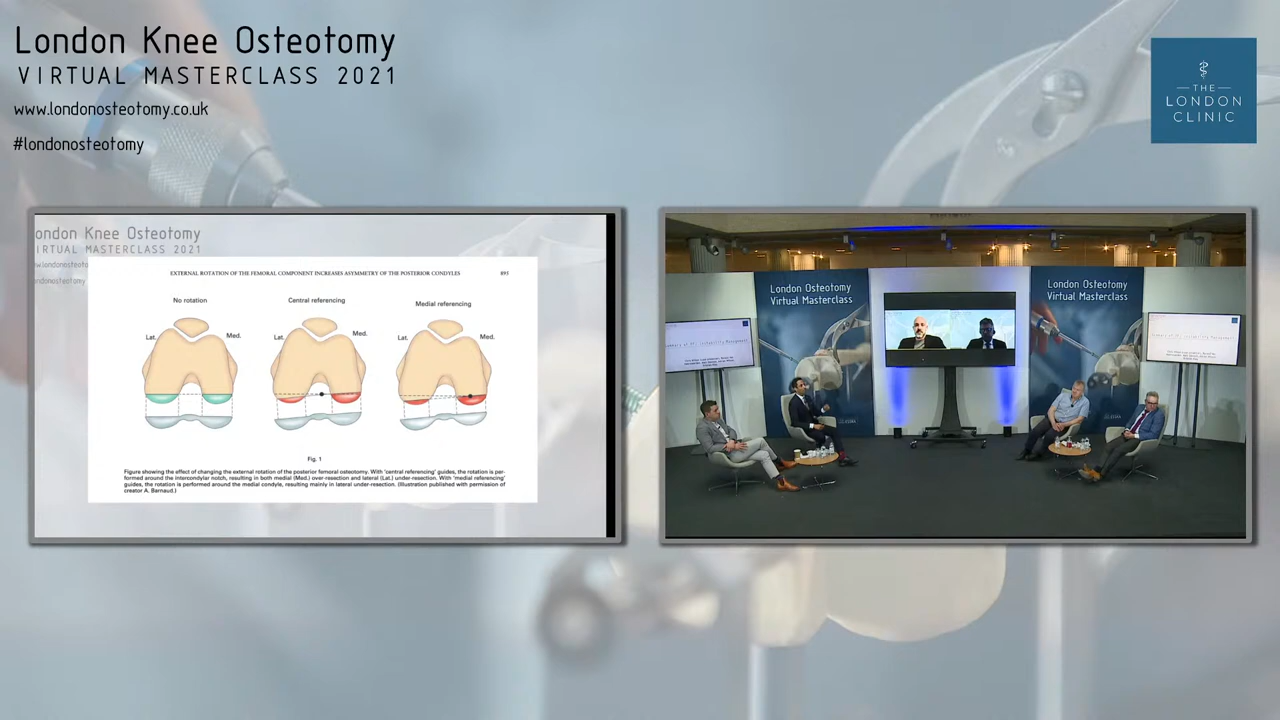 London Knee Osteotomy
VIRTUAL MASTERCLASS 2021
www.londonosteotomy.co.uk
#londonosteotomy
THE
LONDON
CLINIC
ondon Knee Osteotomy
IRTUAL MASTERCLASS 2021
w.londonosteoto
ondonosteotomy
EXTERNAL ROTATION OF THE FEMORAL COMPONENT INCREASES ASYMMETRY OF THE POSTERIOR CONDYLES 895
No rotation
Central referencing
Medial referencing
Lat. Med.
Lat. Med.
Lat. Med.
Fig. 1
Figure showing the effect of changing the external rotation of the posterior femoral osteotomy. With 'central referencing' guides, the rotation is per-
formed around the intercondylar notch, resulting in both medial (Med.) over-resection and lateral (Lat.) under-resection. With 'medial referencing'
guides, the rotation is performed around the medial condyle, resulting mainly in lateral under-resection. (Illustration published with permission of
creator A. Barnaud.)
London Osteotomy
Virtual Masterclass
London Osteotomy
Virtual Masterclass